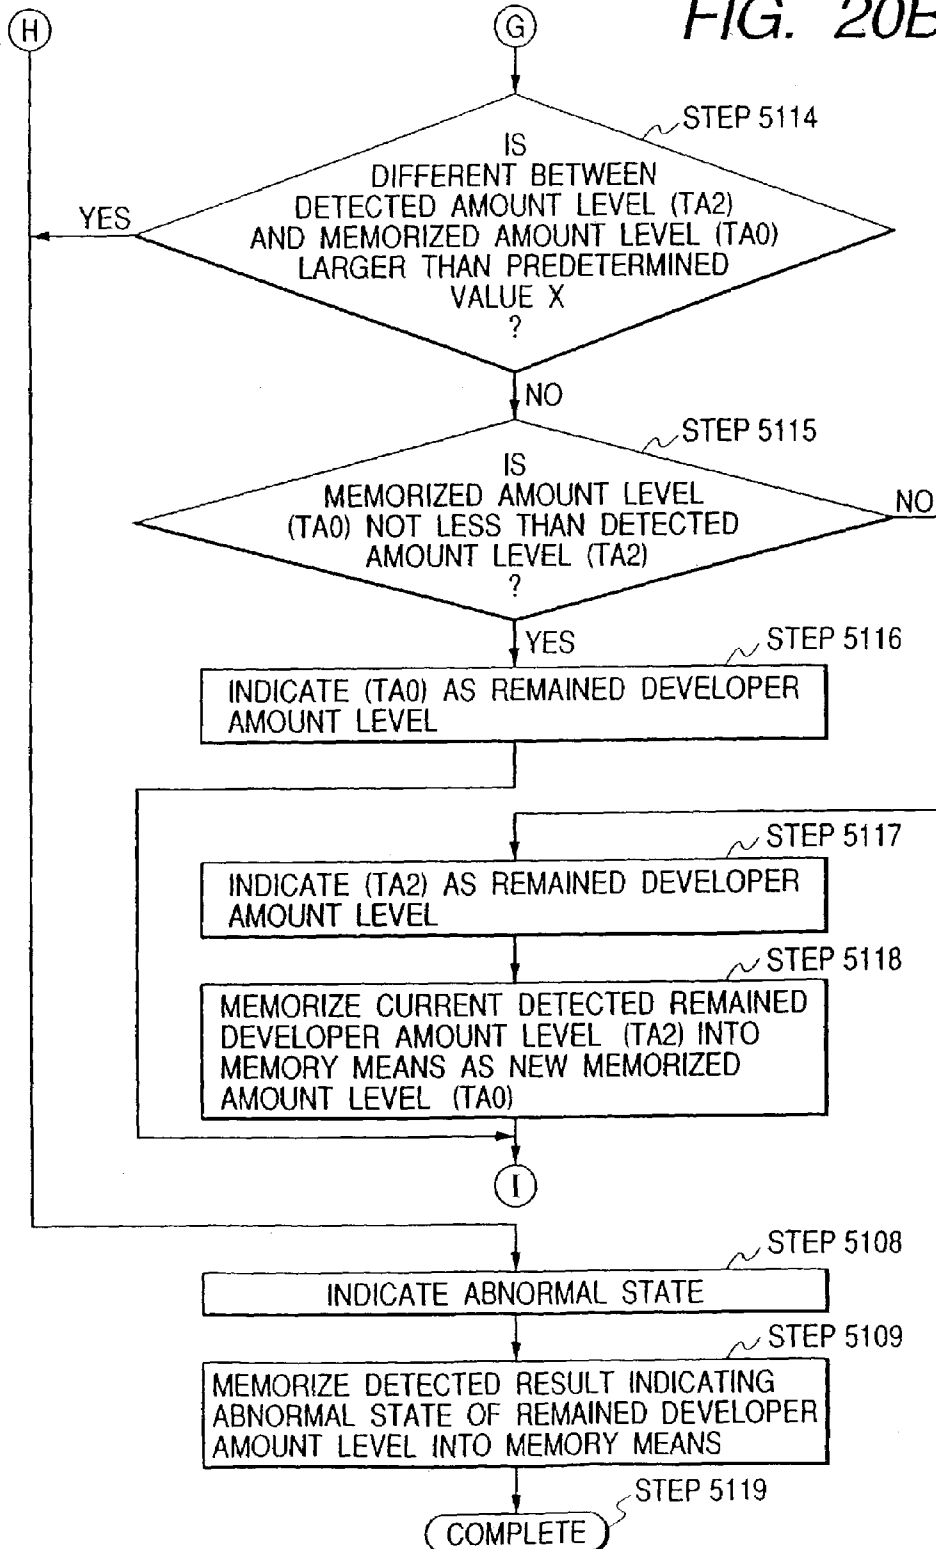 H
G
FIG. 20B
STEP 5114
IS
DIFFERENT BETWEEN
DETECTED AMOUNT LEVEL (TA2)
AND MEMORIZED AMOUNT LEVEL (TA0)
LARGER THAN PREDETERMINED
VALUE X
?
YES
NO
STEP 5115
IS
MEMORIZED AMOUNT LEVEL
(TA0) NOT LESS THAN DETECTED
AMOUNT LEVEL (TA2)
?
NO
YES
STEP 5116
INDICATE (TA0) AS REMAINED DEVELOPER
AMOUNT LEVEL
STEP 5117
INDICATE (TA2) AS REMAINED DEVELOPER
AMOUNT LEVEL
STEP 5118
MEMORIZE CURRENT DETECTED REMAINED
DEVELOPER AMOUNT LEVEL (TA2) INTO
MEMORY MEANS AS NEW MEMORIZED
AMOUNT LEVEL (TA0)
I
STEP 5108
INDICATE ABNORMAL STATE
STEP 5109
MEMORIZE DETECTED RESULT INDICATING
ABNORMAL STATE OF REMAINED DEVELOPER
AMOUNT LEVEL INTO MEMORY MEANS
STEP 5119
COMPLETE